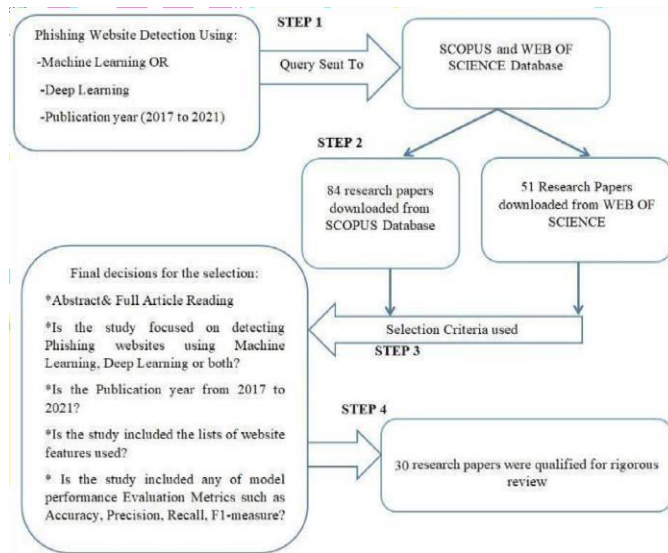 STEP 1
Phishing Website Detection Using:
-Machine Learning OR
-Deep Learning
-Publication year (2017 to 2021)
Query Sent To
SCOPUS and WEB OF
SCIENCE Database
STEP 2
84 research papers
downloaded from
SCOPUS Database
51 Research Papers
downloaded from WEB OF
SCIENCE
Selection Criteria used
STEP 3
Final decisions for the selection:
*Abstract& Full Article Reading
*Is the study focused on detecting
Phishing websites using Machine
Learning, Deep Learning or both?
*Is the Publication year from 2017 to
2021?
*Is the study included the lists of website
features used?
* Is the study included any of model
performance Evaluation Metrics such as
Accuracy, Precision, Recall, F1-measure?
STEP 4
30 research papers were qualified for rigorous
review